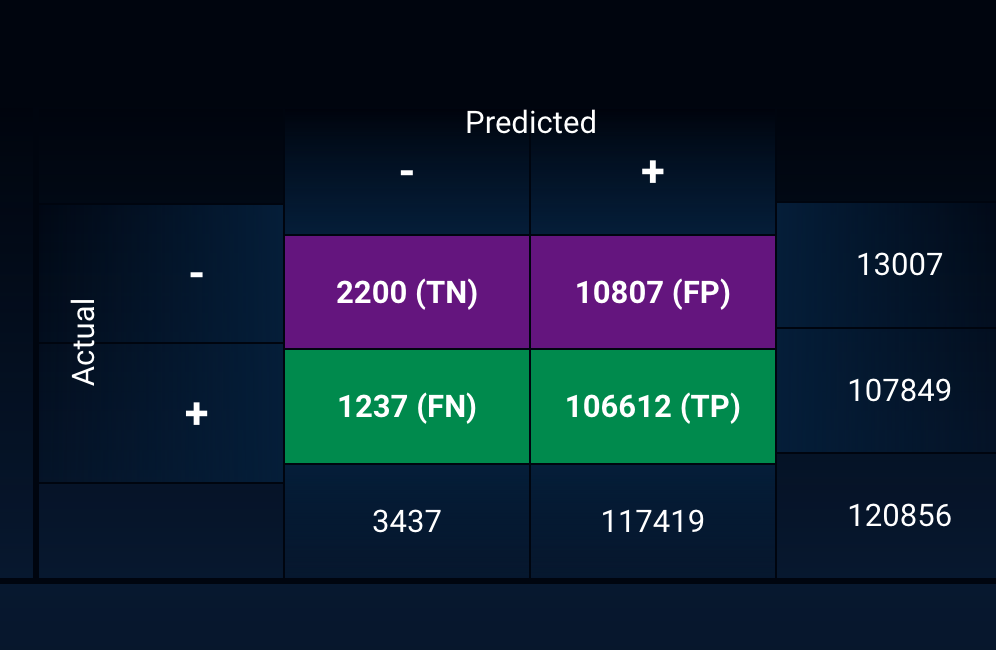 Predicted
- +
- 2200 (TN) 10807 (FP) 13007
Actual
+ 1237 (FN) 106612 (TP) 107849
3437 117419 120856